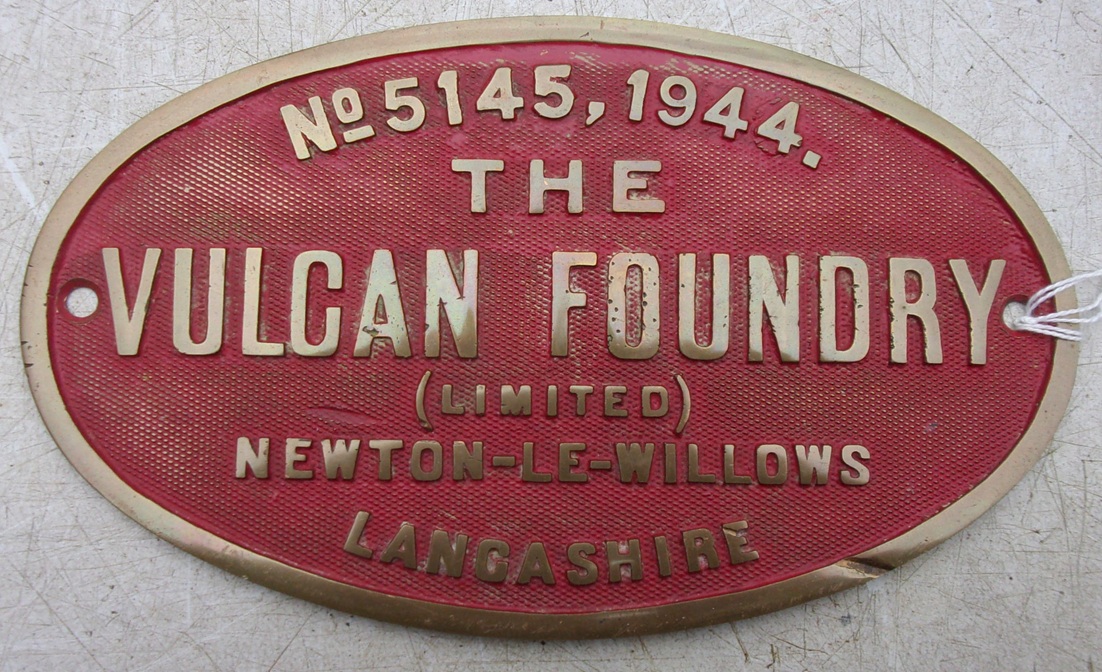 No 5145, 1944.
THE
VULCAN FOUNDRY
(LIMITED)
NEWTON-LE-WILLOWS
LANCASHIRE